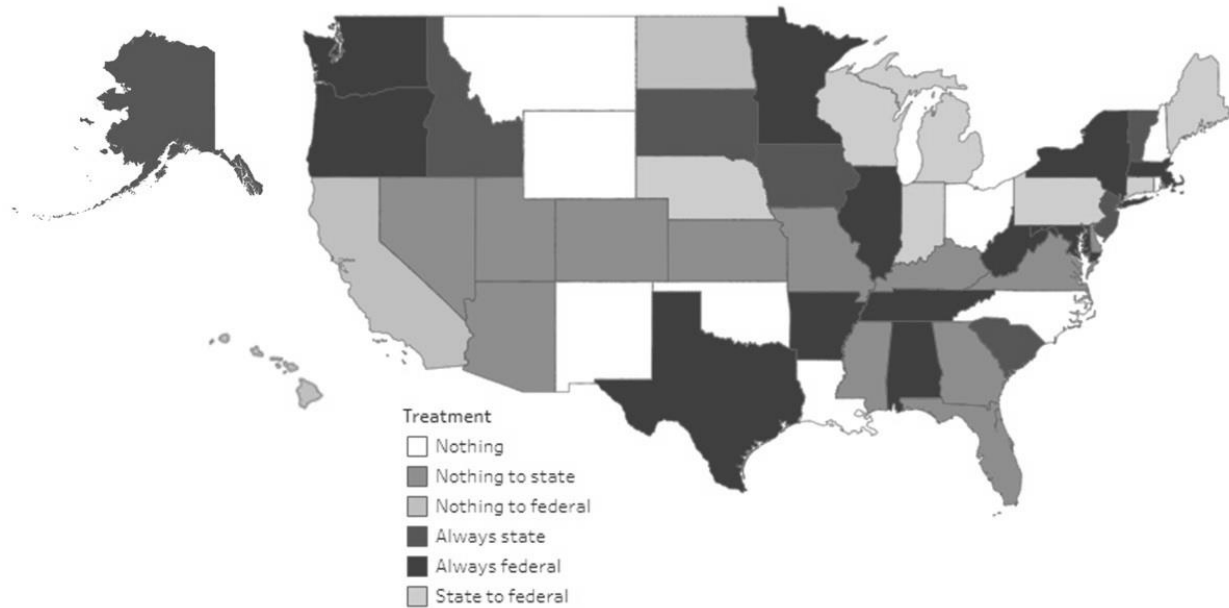 Treatment
Nothing
Nothing to state
Nothing to federal
Always state
Always federal
State to federal